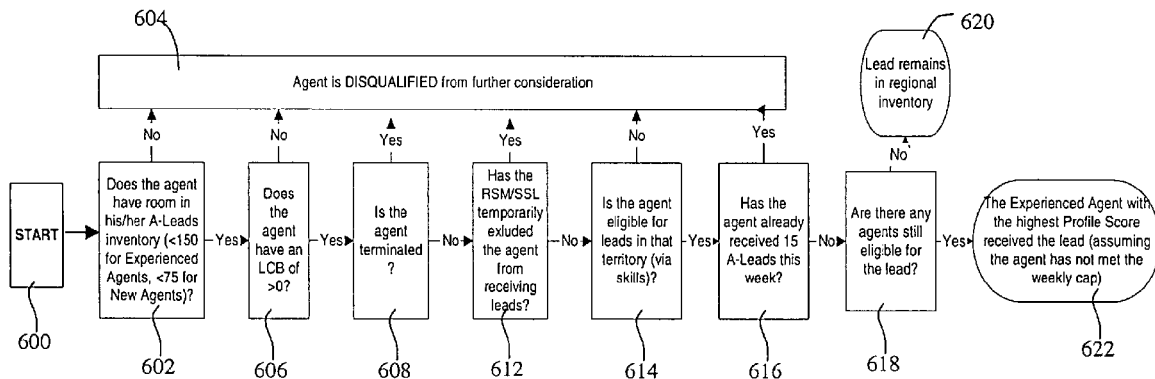 604
620
Agent is DISQUALIFIED from further consideration
Lead remains
in regional
inventory
No
No
Yes
Yes
No
Yes
No
START
Does the agent
have room in
his/her A-Leads
inventory (<150
for Experienced
Agents, <75 for
New Agents)?
Yes
Does
the
agent
have an
LCB of
>0?
Yes
Is the
agent
terminated
?
No
Has the
RSM/SSL
temporarily
exluded the
agent
from
receiving
leads?
No
Is the agent
eligible for
leads in that
territory (via
skills)?
Yes
Has the
agent already
received 15
A-Leads this
week?
No
Are there any
agents still
eligible for
the lead?
Yes
The Experienced Agent with
the highest Profile Score
received the lead (assuming
the agent has not met the
weekly cap)
600
602
606
608
612
614
616
618
622